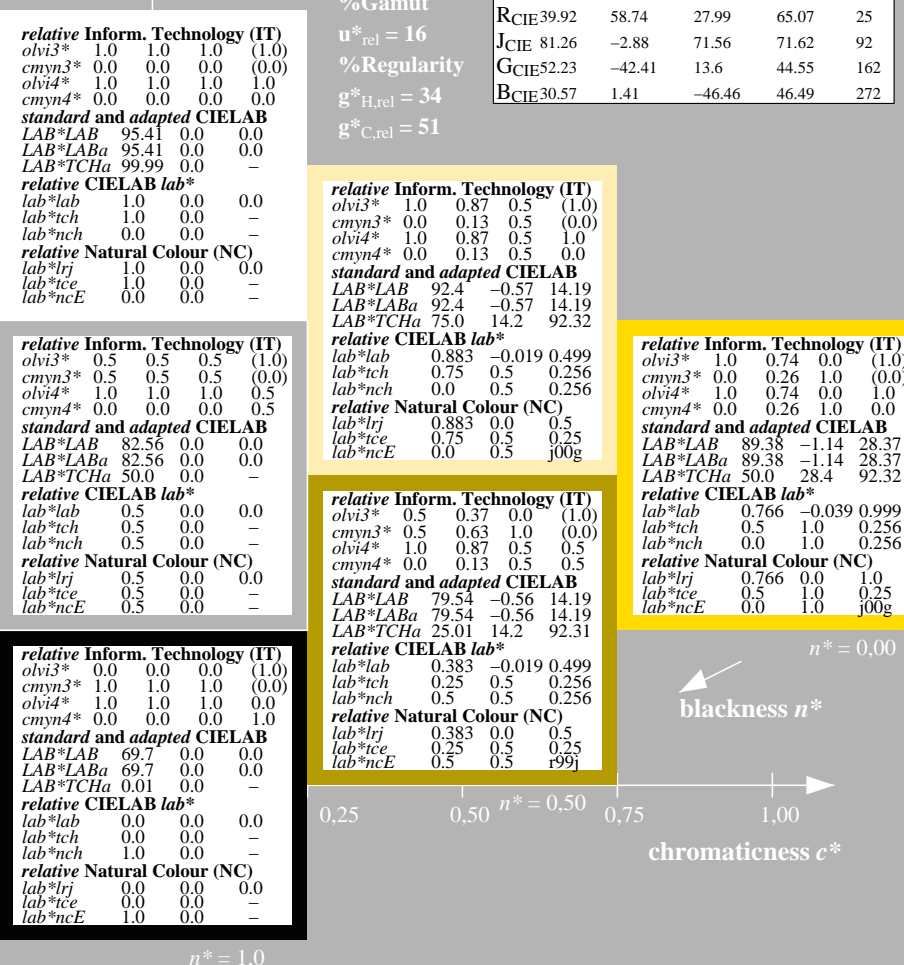 %Gamut
u*rel = 16
%Regularity
g*H,rel = 34
g*C,rel = 51
RCIE 39.92 58.74 27.99 65.07 25
JCIE 81.26 −2.88 71.56 71.62 92
GCIE 52.23 −42.41 13.6 44.55 162
BCIE 30.57 1.41 −46.46 46.49 272
relative Inform. Technology (IT)
olvi3* 1.0 1.0 1.0 (1.0)
cmyn3* 0.0 0.0 0.0 (0.0)
olvi4* 1.0 1.0 1.0 1.0
cmyn4* 0.0 0.0 0.0 0.0
standard and adapted CIELAB
LAB*LAB 95.41 0.0 0.0
LAB*LABa 95.41 0.0 0.0
LAB*TCHa 99.99 0.0 –
relative CIELAB lab*
lab*lab 1.0 0.0 0.0
lab*tch 1.0 0.0 –
lab*nch 0.0 0.0 –
relative Natural Colour (NC)
lab*lrj 1.0 0.0 0.0
lab*tce 1.0 0.0 –
lab*ncE 0.0 0.0 –
relative Inform. Technology (IT)
olvi3* 1.0 0.87 0.5 (1.0)
cmyn3* 0.0 0.13 0.5 (0.0)
olvi4* 1.0 0.87 0.5 1.0
cmyn4* 0.0 0.13 0.5 0.0
standard and adapted CIELAB
LAB*LAB 92.4 −0.57 14.19
LAB*LABa 92.4 −0.57 14.19
LAB*TCHa 75.0 14.2 92.32
relative CIELAB lab*
lab*lab 0.883 −0.019 0.499
lab*tch 0.75 0.5 0.256
lab*nch 0.0 0.5 0.256
relative Natural Colour (NC)
lab*lrj 0.883 0.0 0.5
lab*tce 0.75 0.5 0.25
lab*ncE 0.0 0.5 j00g
relative Inform. Technology (IT)
olvi3* 0.5 0.5 0.5 (1.0)
cmyn3* 0.5 0.5 0.5 (0.0)
olvi4* 1.0 1.0 1.0 0.5
cmyn4* 0.0 0.0 0.0 0.5
standard and adapted CIELAB
LAB*LAB 82.56 0.0 0.0
LAB*LABa 82.56 0.0 0.0
LAB*TCHa 50.0 0.0 –
relative CIELAB lab*
lab*lab 0.5 0.0 0.0
lab*tch 0.5 0.0 –
lab*nch 0.5 0.0 –
relative Natural Colour (NC)
lab*lrj 0.5 0.0 0.0
lab*tce 0.5 0.0 –
lab*ncE 0.5 0.0 –
relative Inform. Technology (IT)
olvi3* 1.0 0.74 0.0 (1.0)
cmyn3* 0.0 0.26 1.0 (0.0)
olvi4* 1.0 0.74 0.0 1.0
cmyn4* 0.0 0.26 1.0 0.0
standard and adapted CIELAB
LAB*LAB 89.38 −1.14 28.37
LAB*LABa 89.38 −1.14 28.37
LAB*TCHa 50.0 28.4 92.32
relative CIELAB lab*
lab*lab 0.766 −0.039 0.999
lab*tch 0.5 1.0 0.256
lab*nch 0.0 1.0 0.256
relative Natural Colour (NC)
lab*lrj 0.766 0.0 1.0
lab*tce 0.5 1.0 0.25
lab*ncE 0.0 1.0 j00g
relative Inform. Technology (IT)
olvi3* 0.5 0.37 0.0 (1.0)
cmyn3* 0.5 0.63 1.0 (0.0)
olvi4* 1.0 0.87 0.5 0.5
cmyn4* 0.0 0.13 0.5 0.5
standard and adapted CIELAB
LAB*LAB 79.54 −0.56 14.19
LAB*LABa 79.54 −0.56 14.19
LAB*TCHa 25.01 14.2 92.31
relative CIELAB lab*
lab*lab 0.383 −0.019 0.499
lab*tch 0.25 0.5 0.256
lab*nch 0.5 0.5 0.256
relative Natural Colour (NC)
lab*lrj 0.383 0.0 0.5
lab*tce 0.25 0.5 0.25
lab*ncE 0.5 0.5 r99j
relative Inform. Technology (IT)
olvi3* 0.0 0.0 0.0 (1.0)
cmyn3* 1.0 1.0 1.0 (0.0)
olvi4* 1.0 1.0 1.0 0.0
cmyn4* 0.0 0.0 0.0 1.0
standard and adapted CIELAB
LAB*LAB 69.7 0.0 0.0
LAB*LABa 69.7 0.0 0.0
LAB*TCHa 0.01 0.0 –
relative CIELAB lab*
lab*lab 0.0 0.0 0.0
lab*tch 0.0 0.0 –
lab*nch 1.0 0.0 –
relative Natural Colour (NC)
lab*lrj 0.0 0.0 0.0
lab*tce 0.0 0.0 –
lab*ncE 1.0 0.0 –
n* = 0,00
blackness n*
n* = 0,50
0,25 0,50 0,75 1,00
chromaticness c*
n* = 1,0